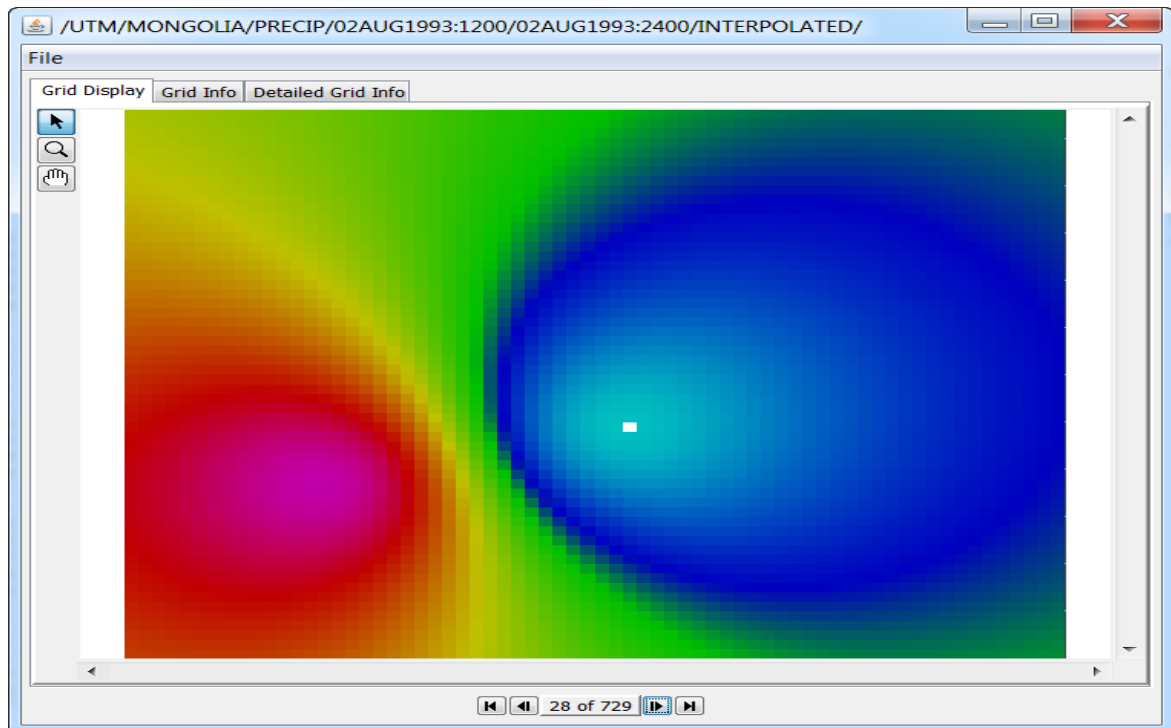 /UTM/MONGOLIA/PRECIP/02AUG1993:1200/02AUG1993:2400/INTERPOLATED/
File
Grid Display Grid Info Detailed Grid Info
28 of 729